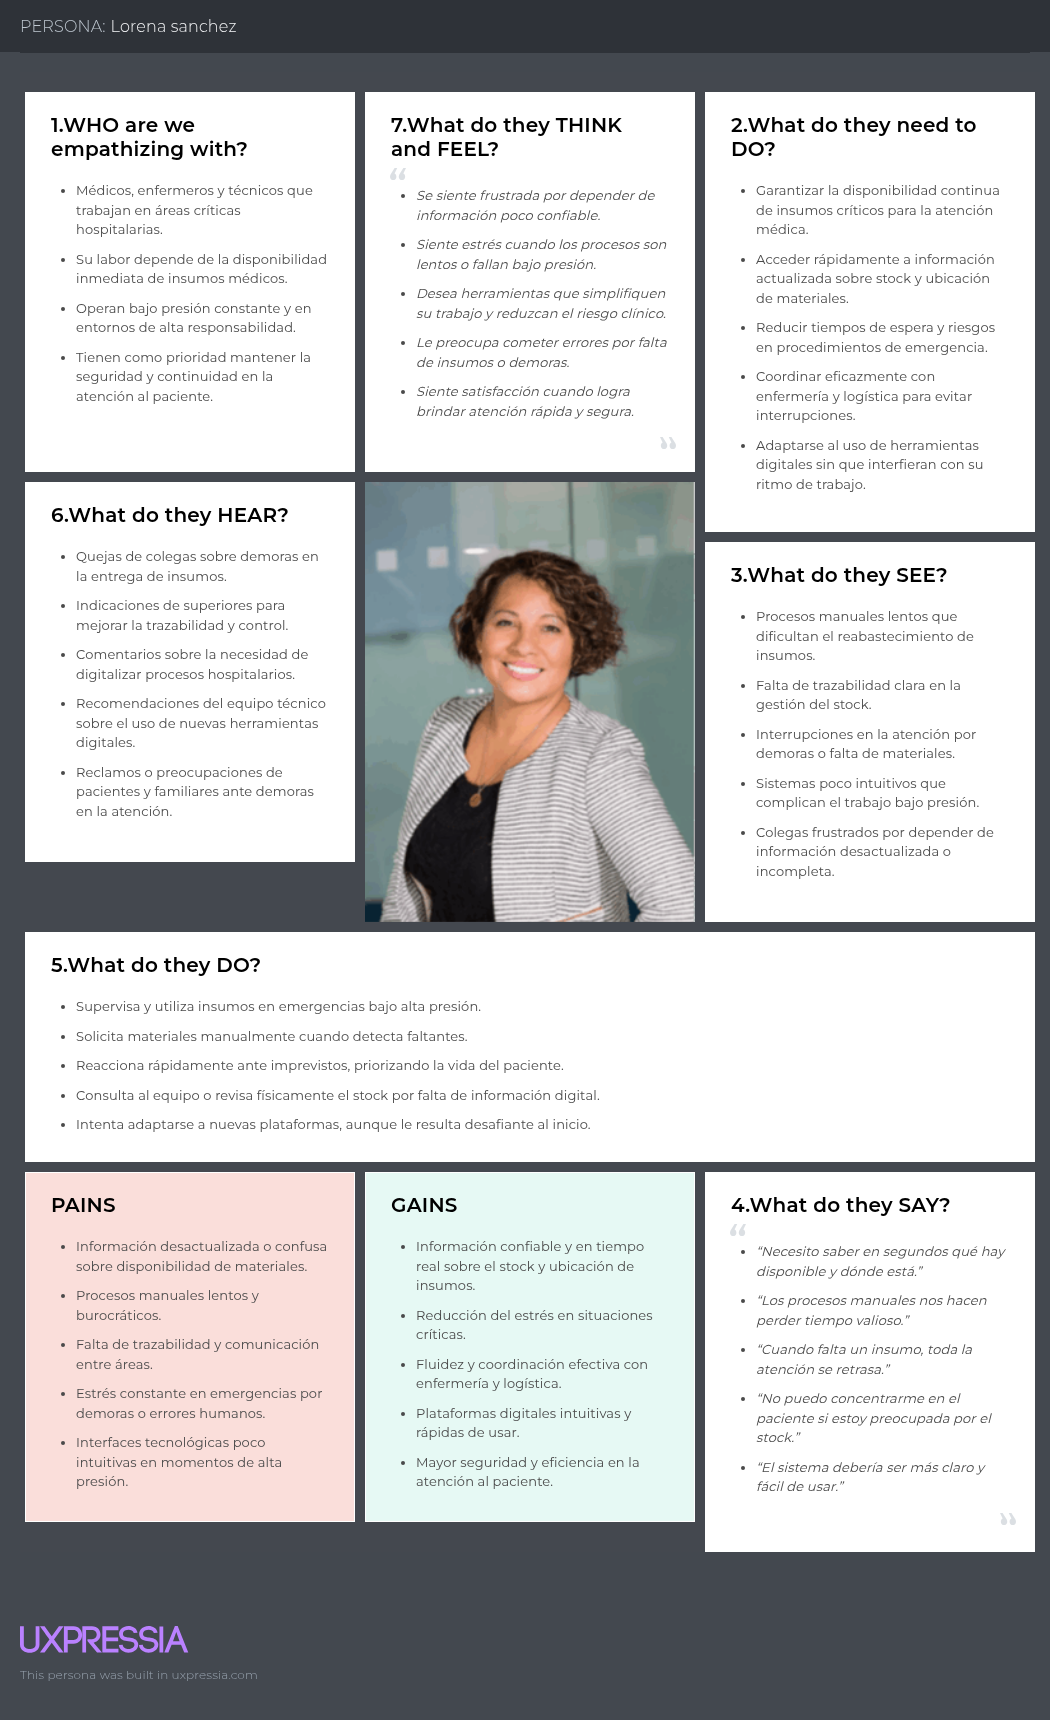 PERSONA: Lorena sanchez
1.WHO are we
empathizing with?
• Médicos, enfermeros y técnicos que
trabajan en áreas críticas
hospitalarias.
• Su labor depende de la disponibilidad
inmediata de insumos médicos.
• Operan bajo presión constante y en
entornos de alta responsabilidad.
• Tienen como prioridad mantener la
seguridad y continuidad en la
atención al paciente.
7.What do they THINK
and FEEL?
“
• Se siente frustrada por depender de
información poco confiable.
• Siente estrés cuando los procesos son
lentos o fallan bajo presión.
• Desea herramientas que simplifiquen
su trabajo y reduzcan el riesgo clínico.
• Le preocupa cometer errores por falta
de insumos o demoras.
• Siente satisfacción cuando logra
brindar atención rápida y segura.
”
2.What do they need to
DO?
• Garantizar la disponibilidad continua
de insumos críticos para la atención
médica.
• Acceder rápidamente a información
actualizada sobre stock y ubicación
de materiales.
• Reducir tiempos de espera y riesgos
en procedimientos de emergencia.
• Coordinar eficazmente con
enfermería y logística para evitar
interrupciones.
• Adaptarse al uso de herramientas
digitales sin que interfieran con su
ritmo de trabajo.
6.What do they HEAR?
• Quejas de colegas sobre demoras en
la entrega de insumos.
• Indicaciones de superiores para
mejorar la trazabilidad y control.
• Comentarios sobre la necesidad de
digitalizar procesos hospitalarios.
• Recomendaciones del equipo técnico
sobre el uso de nuevas herramientas
digitales.
• Reclamos o preocupaciones de
pacientes y familiares ante demoras
en la atención.
3.What do they SEE?
• Procesos manuales lentos que
dificultan el reabastecimiento de
insumos.
• Falta de trazabilidad clara en la
gestión del stock.
• Interrupciones en la atención por
demoras o falta de materiales.
• Sistemas poco intuitivos que
complican el trabajo bajo presión.
• Colegas frustrados por depender de
información desactualizada o
incompleta.
5.What do they DO?
• Supervisa y utiliza insumos en emergencias bajo alta presión.
• Solicita materiales manualmente cuando detecta faltantes.
• Reacciona rápidamente ante imprevistos, priorizando la vida del paciente.
• Consulta al equipo o revisa físicamente el stock por falta de información digital.
• Intenta adaptarse a nuevas plataformas, aunque le resulta desafiante al inicio.
PAINS
• Información desactualizada o confusa
sobre disponibilidad de materiales.
• Procesos manuales lentos y
burocráticos.
• Falta de trazabilidad y comunicación
entre áreas.
• Estrés constante en emergencias por
demoras o errores humanos.
• Interfaces tecnológicas poco
intuitivas en momentos de alta
presión.
GAINS
• Información confiable y en tiempo
real sobre el stock y ubicación de
insumos.
• Reducción del estrés en situaciones
críticas.
• Fluidez y coordinación efectiva con
enfermería y logística.
• Plataformas digitales intuitivas y
rápidas de usar.
• Mayor seguridad y eficiencia en la
atención al paciente.
4.What do they SAY?
“
• “Necesito saber en segundos qué hay
disponible y dónde está.”
• “Los procesos manuales nos hacen
perder tiempo valioso.”
• “Cuando falta un insumo, toda la
atención se retrasa.”
• “No puedo concentrarme en el
paciente si estoy preocupada por el
stock.”
• “El sistema debería ser más claro y
fácil de usar.”
”
UXPRESSIA
This persona was built in uxpressia.com